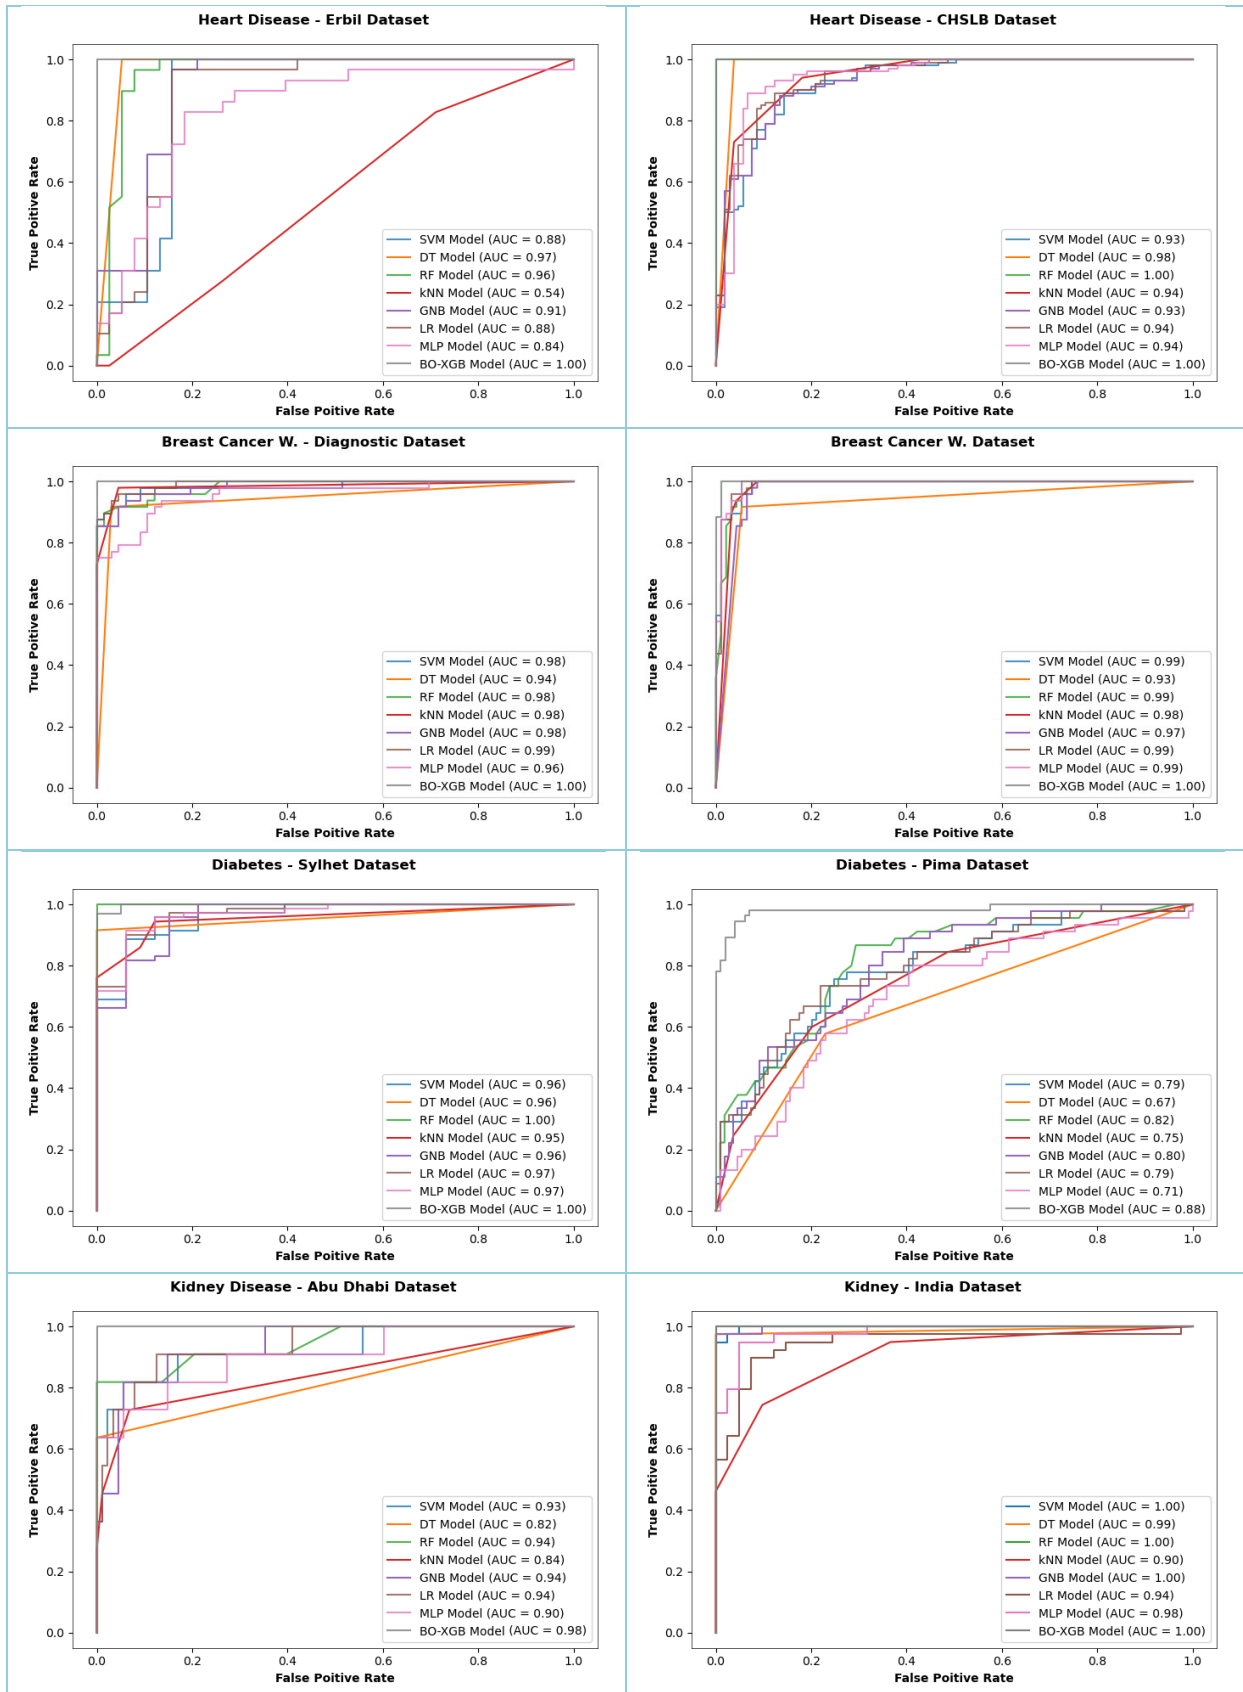 Heart Disease - Erbil Dataset
1.0
0.8
0.6
0.4
0.2
0.0
True Poitive Rate
SVM Model (AUC = 0.88)
DT Model (AUC = 0.97)
RF Model (AUC = 0.96)
kNN Model (AUC = 0.54)
GNB Model (AUC = 0.91)
LR Model (AUC = 0.88)
MLP Model (AUC = 0.84)
BO-XGB Model (AUC = 1.00)
0.0 0.2 0.4 0.6 0.8 1.0
False Poitive Rate
Heart Disease - CHSLB Dataset
1.0
0.8
0.6
0.4
0.2
0.0
True Poitive Rate
SVM Model (AUC = 0.93)
DT Model (AUC = 0.98)
RF Model (AUC = 1.00)
kNN Model (AUC = 0.94)
GNB Model (AUC = 0.93)
LR Model (AUC = 0.94)
MLP Model (AUC = 0.94)
BO-XGB Model (AUC = 1.00)
0.0 0.2 0.4 0.6 0.8 1.0
False Poitive Rate
Breast Cancer W. - Diagnostic Dataset
1.0
0.8
0.6
0.4
0.2
0.0
True Poitive Rate
SVM Model (AUC = 0.98)
DT Model (AUC = 0.94)
RF Model (AUC = 0.98)
kNN Model (AUC = 0.98)
GNB Model (AUC = 0.98)
LR Model (AUC = 0.99)
MLP Model (AUC = 0.96)
BO-XGB Model (AUC = 1.00)
0.0 0.2 0.4 0.6 0.8 1.0
False Poitive Rate
Breast Cancer W. Dataset
1.0
0.8
0.6
0.4
0.2
0.0
True Poitive Rate
SVM Model (AUC = 0.99)
DT Model (AUC = 0.93)
RF Model (AUC = 0.99)
kNN Model (AUC = 0.98)
GNB Model (AUC = 0.97)
LR Model (AUC = 0.99)
MLP Model (AUC = 0.99)
BO-XGB Model (AUC = 1.00)
0.0 0.2 0.4 0.6 0.8 1.0
False Poitive Rate
Diabetes - Sylhet Dataset
1.0
0.8
0.6
0.4
0.2
0.0
True Poitive Rate
SVM Model (AUC = 0.96)
DT Model (AUC = 0.96)
RF Model (AUC = 1.00)
kNN Model (AUC = 0.95)
GNB Model (AUC = 0.96)
LR Model (AUC = 0.97)
MLP Model (AUC = 0.97)
BO-XGB Model (AUC = 1.00)
0.0 0.2 0.4 0.6 0.8 1.0
False Poitive Rate
Diabetes - Pima Dataset
1.0
0.8
0.6
0.4
0.2
0.0
True Poitive Rate
SVM Model (AUC = 0.79)
DT Model (AUC = 0.67)
RF Model (AUC = 0.82)
kNN Model (AUC = 0.75)
GNB Model (AUC = 0.80)
LR Model (AUC = 0.79)
MLP Model (AUC = 0.71)
BO-XGB Model (AUC = 0.88)
0.0 0.2 0.4 0.6 0.8 1.0
False Poitive Rate
Kidney Disease - Abu Dhabi Dataset
1.0
0.8
0.6
0.4
0.2
0.0
True Poitive Rate
SVM Model (AUC = 0.93)
DT Model (AUC = 0.82)
RF Model (AUC = 0.94)
kNN Model (AUC = 0.84)
GNB Model (AUC = 0.94)
LR Model (AUC = 0.94)
MLP Model (AUC = 0.90)
BO-XGB Model (AUC = 0.98)
0.0 0.2 0.4 0.6 0.8 1.0
False Poitive Rate
Kidney - India Dataset
1.0
0.8
0.6
0.4
0.2
0.0
True Poitive Rate
SVM Model (AUC = 1.00)
DT Model (AUC = 0.99)
RF Model (AUC = 1.00)
kNN Model (AUC = 0.90)
GNB Model (AUC = 1.00)
LR Model (AUC = 0.94)
MLP Model (AUC = 0.98)
BO-XGB Model (AUC = 1.00)
0.0 0.2 0.4 0.6 0.8 1.0
False Poitive Rate